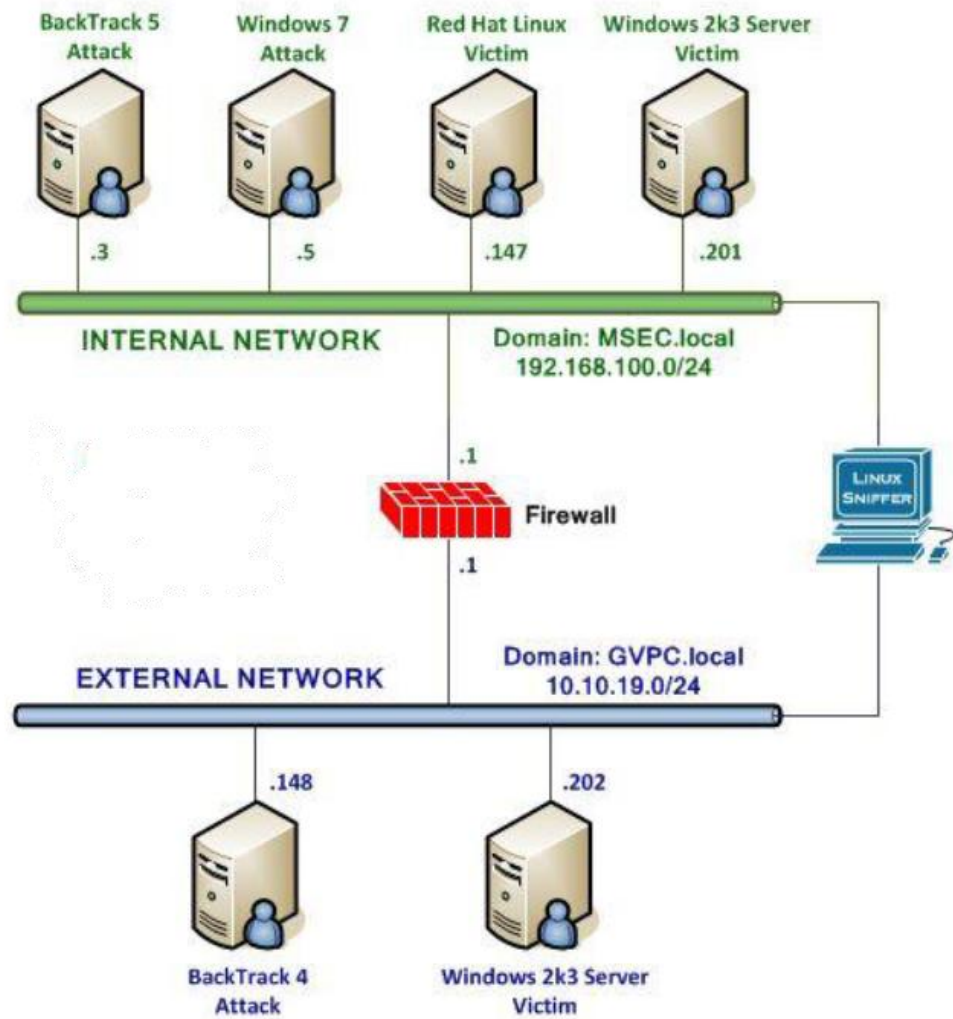 BackTrack 5
Attack
Windows 7
Attack
Red Hat Linux
Victim
Windows 2k3 Server
Victim
.3
.5
.147
.201
INTERNAL NETWORK
Domain: MSEC.local
192.168.100.0/24
.1
Firewall
.1
LINUX
SNIFFER
EXTERNAL NETWORK
Domain: GVPC.local
10.10.19.0/24
.148
.202
BackTrack 4
Attack
Windows 2k3 Server
Victim